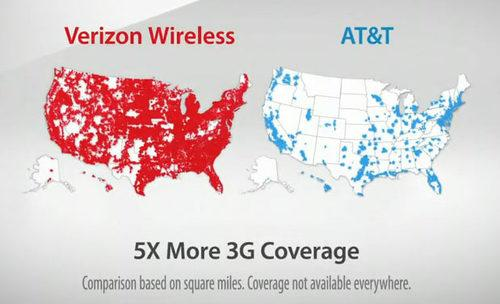 Verizon Wireless
AT&T
5X More 3G Coverage
Comparison based on square miles. Coverage not available everywhere.